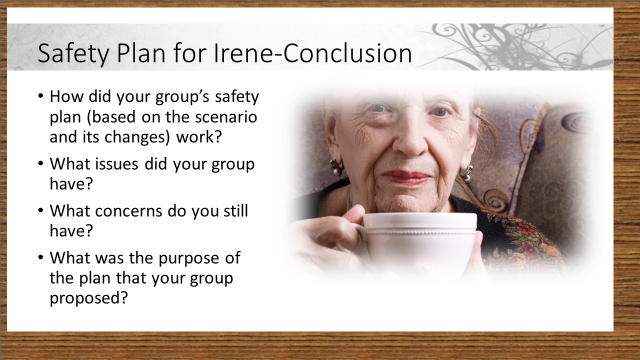 Safety Plan for Irene-Conclusion
• How did your group's safety
plan (based on the scenario
and its changes) work?
• What issues did your group
have?
• What concerns do you still
have?
• What was the purpose of
the plan that your group
proposed?